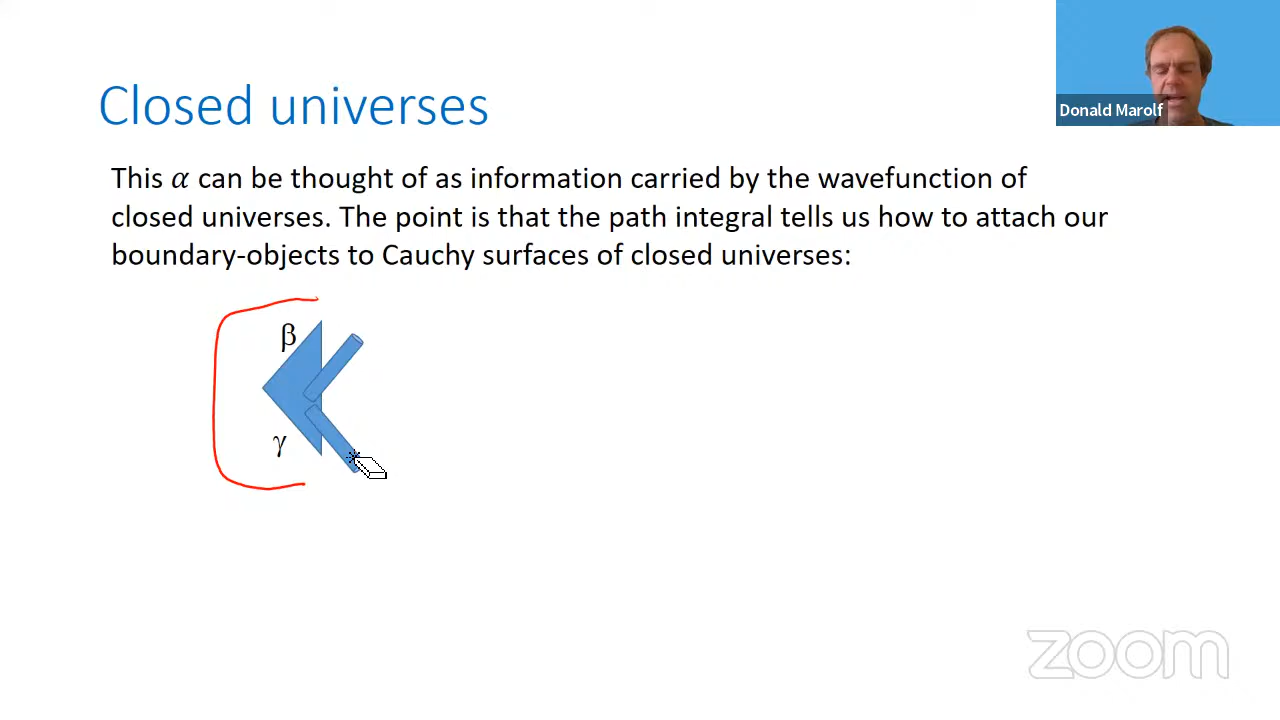 Closed universes
Donald Marolf
This α can be thought of as information carried by the wavefunction of
closed universes. The point is that the path integral tells us how to attach our
boundary-objects to Cauchy surfaces of closed universes:
β
γ
zoom